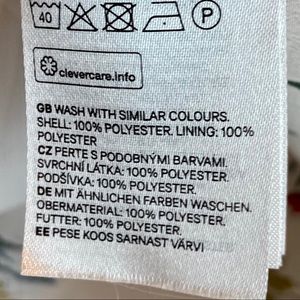 40
P
clevercare.info
GB WASH WITH SIMILAR COLOURS.
SHELL: 100% POLYESTER. LINING: 100%
POLYESTER
CZ PERTE S PODOBNÝMI BARVAMI.
SVRCHNÍ LÁTKA: 100% POLYESTER.
PODŠÍVKA: 100% POLYESTER
DE MIT ÄHNLICHEN FARBEN WASCHEN.
OBERMATERIAL: 100% POLYESTER.
FUTTER: 100% POLYESTER
EE PESE KOOS SARNAST VÄRVI